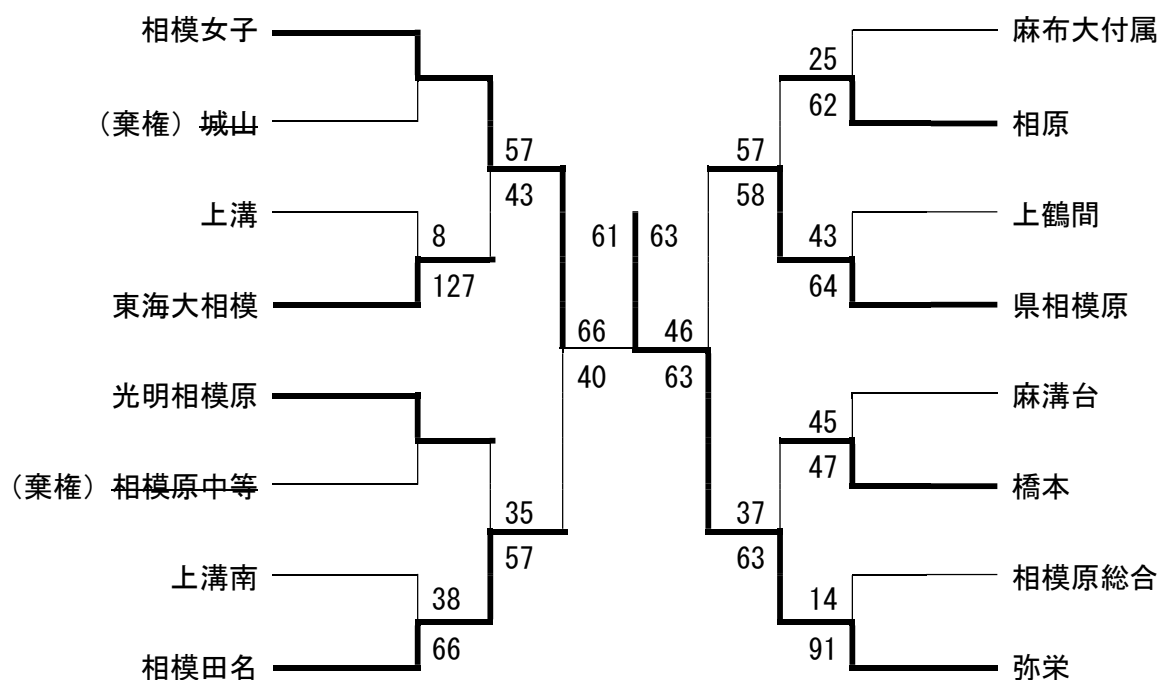 相模女子
(棄権) 城山
上溝
東海大相模
光明相模原
(棄権) 相模原中等
上溝南
相模田名
8
127
38
66
57
43
35
57
66
40
61 63
46
63
57
58
37
63
25
62
43
64
45
47
14
91
麻布大付属
相原
上鶴間
県相模原
麻溝台
橋本
相模原総合
弥栄